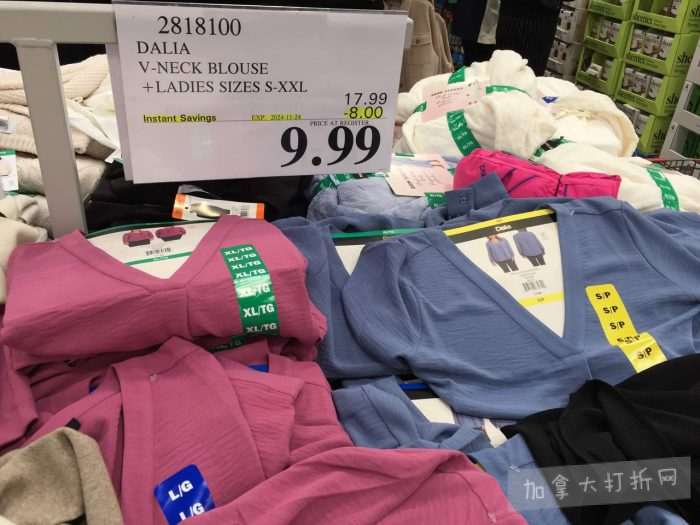 2818100
DALIA
V-NECK BLOUSE
+LADIES SIZES S-XXL
17.99
Instant Savings EXP. 2024-11-24 -8.00
PRICE AT REGISTER
9.99
Dalia
XL/TG
XL/TG
XL/TG
XL/TG
XL/TG
XL/TG
S/P
S/P
S/P
S/P
L/G
L/G
加拿大打折网